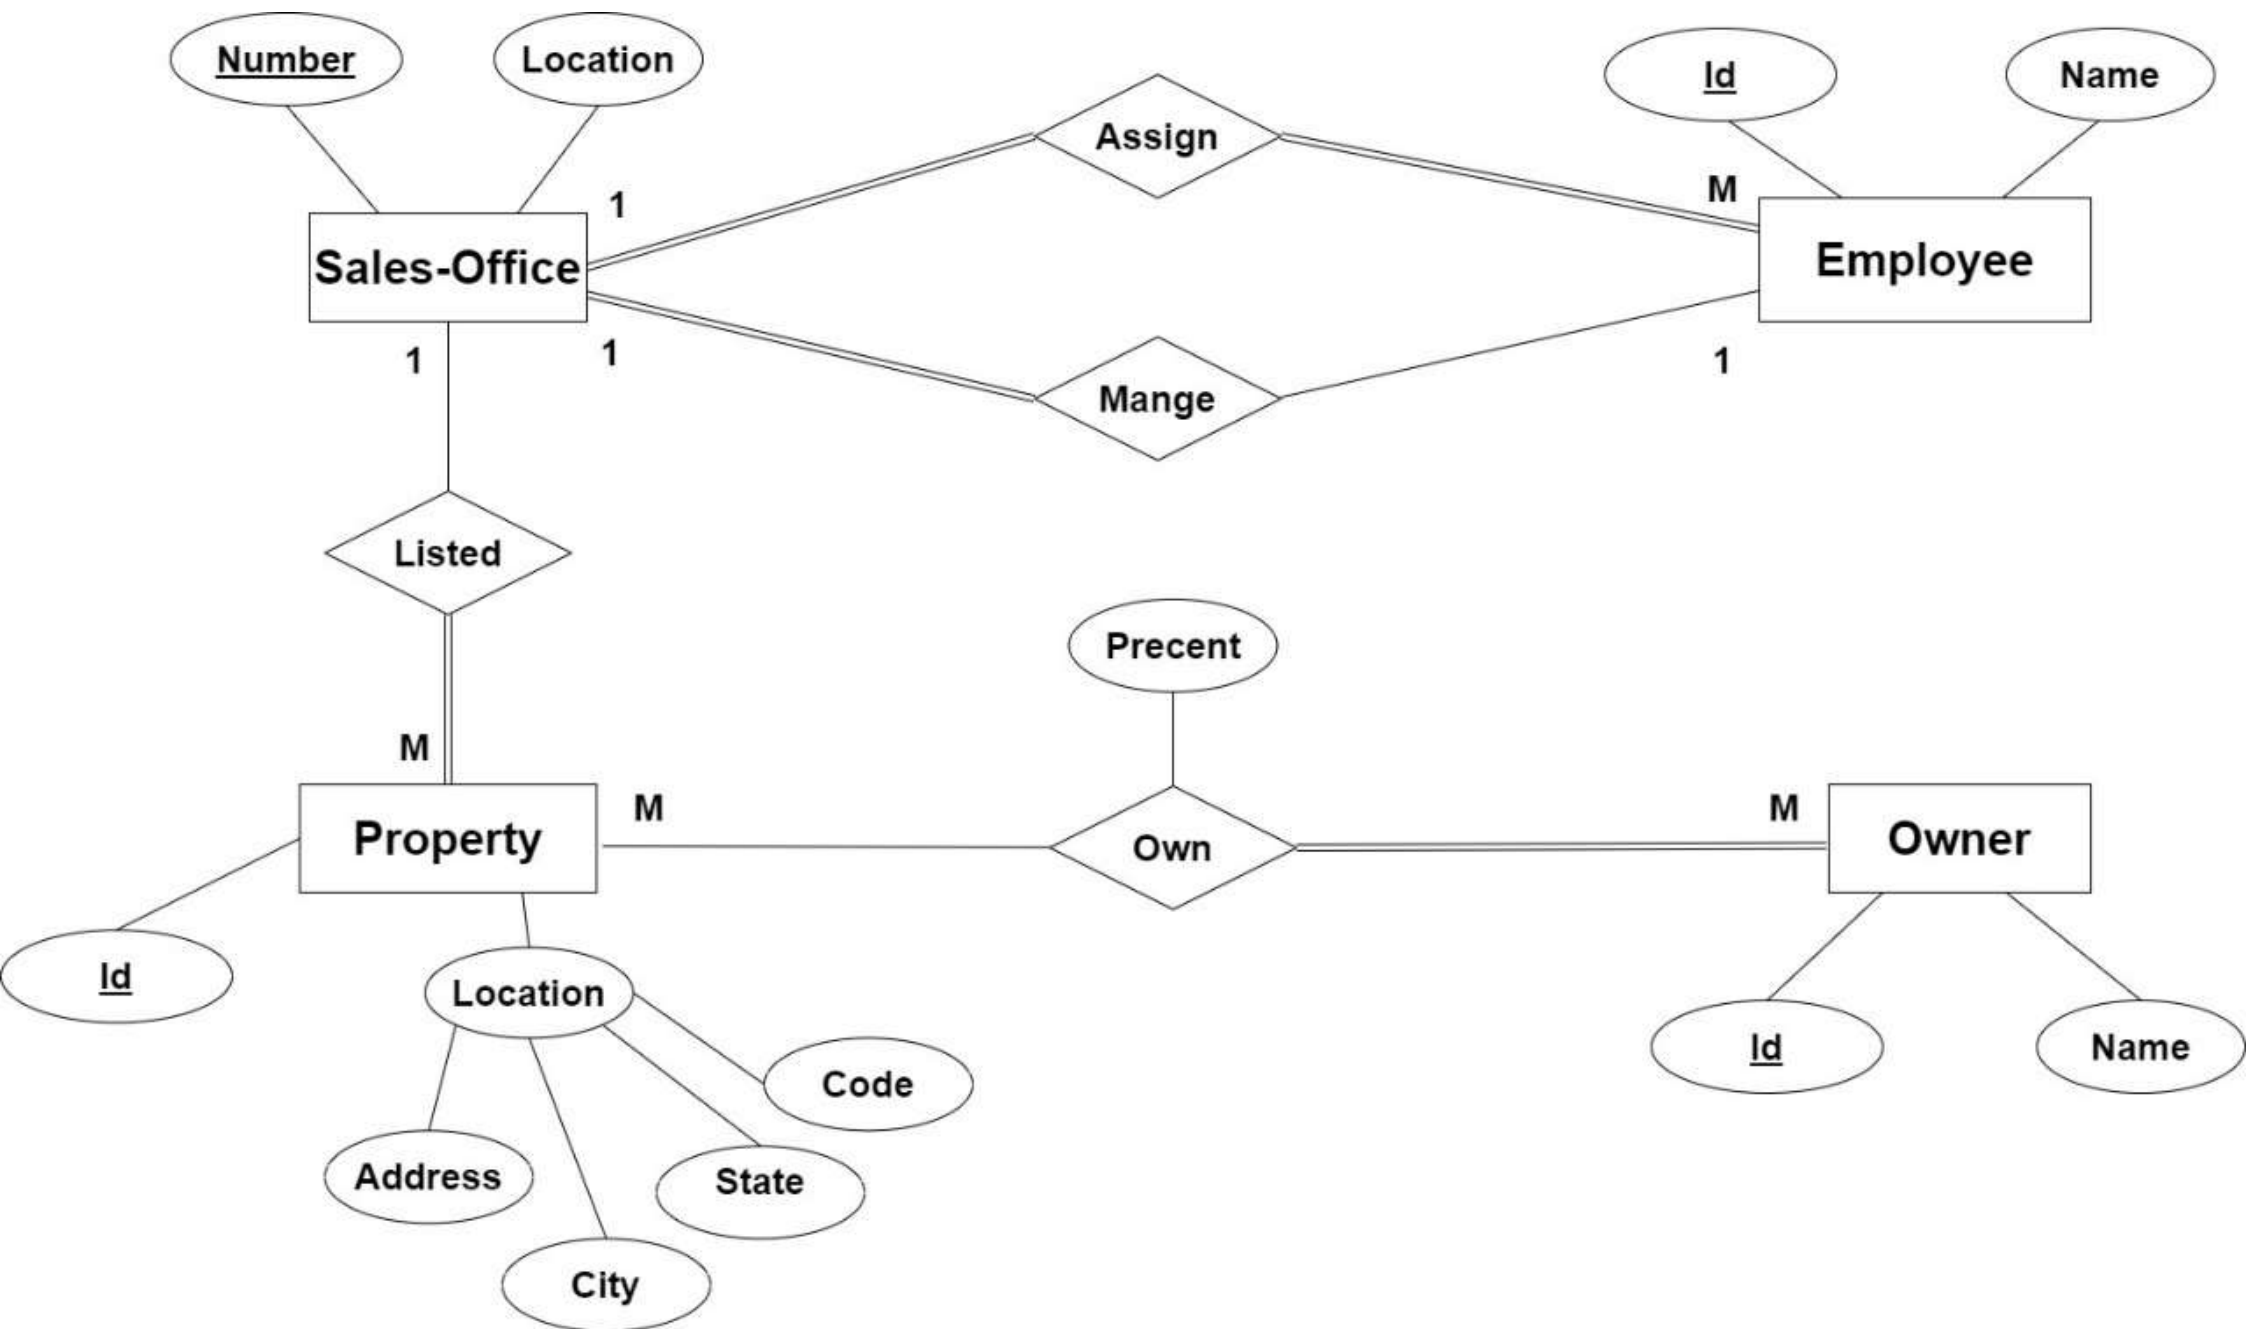 Number
Location
Id
Name
Assign
1
M
Sales-Office
Employee
1
1
1
Mange
Listed
Precent
M
M
M
Property
Own
Owner
Id
Location
Code
Id
Name
Address
State
City